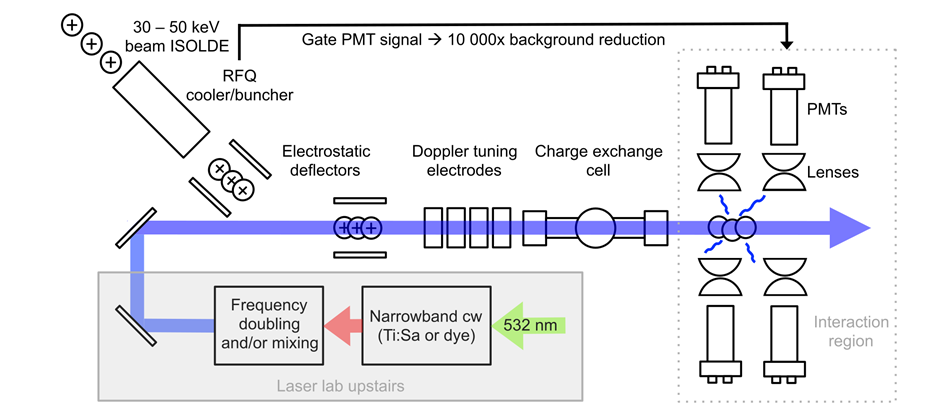 30 – 50 keV
beam ISOLDE
Gate PMT signal → 10 000x background reduction
RFQ
cooler/buncher
PMTs
Electrostatic
deflectors
Doppler tuning
electrodes
Charge exchange
cell
Lenses
Frequency
doubling
and/or mixing
Narrowband cw
(Ti:Sa or dye)
532 nm
Interaction
region
Laser lab upstairs